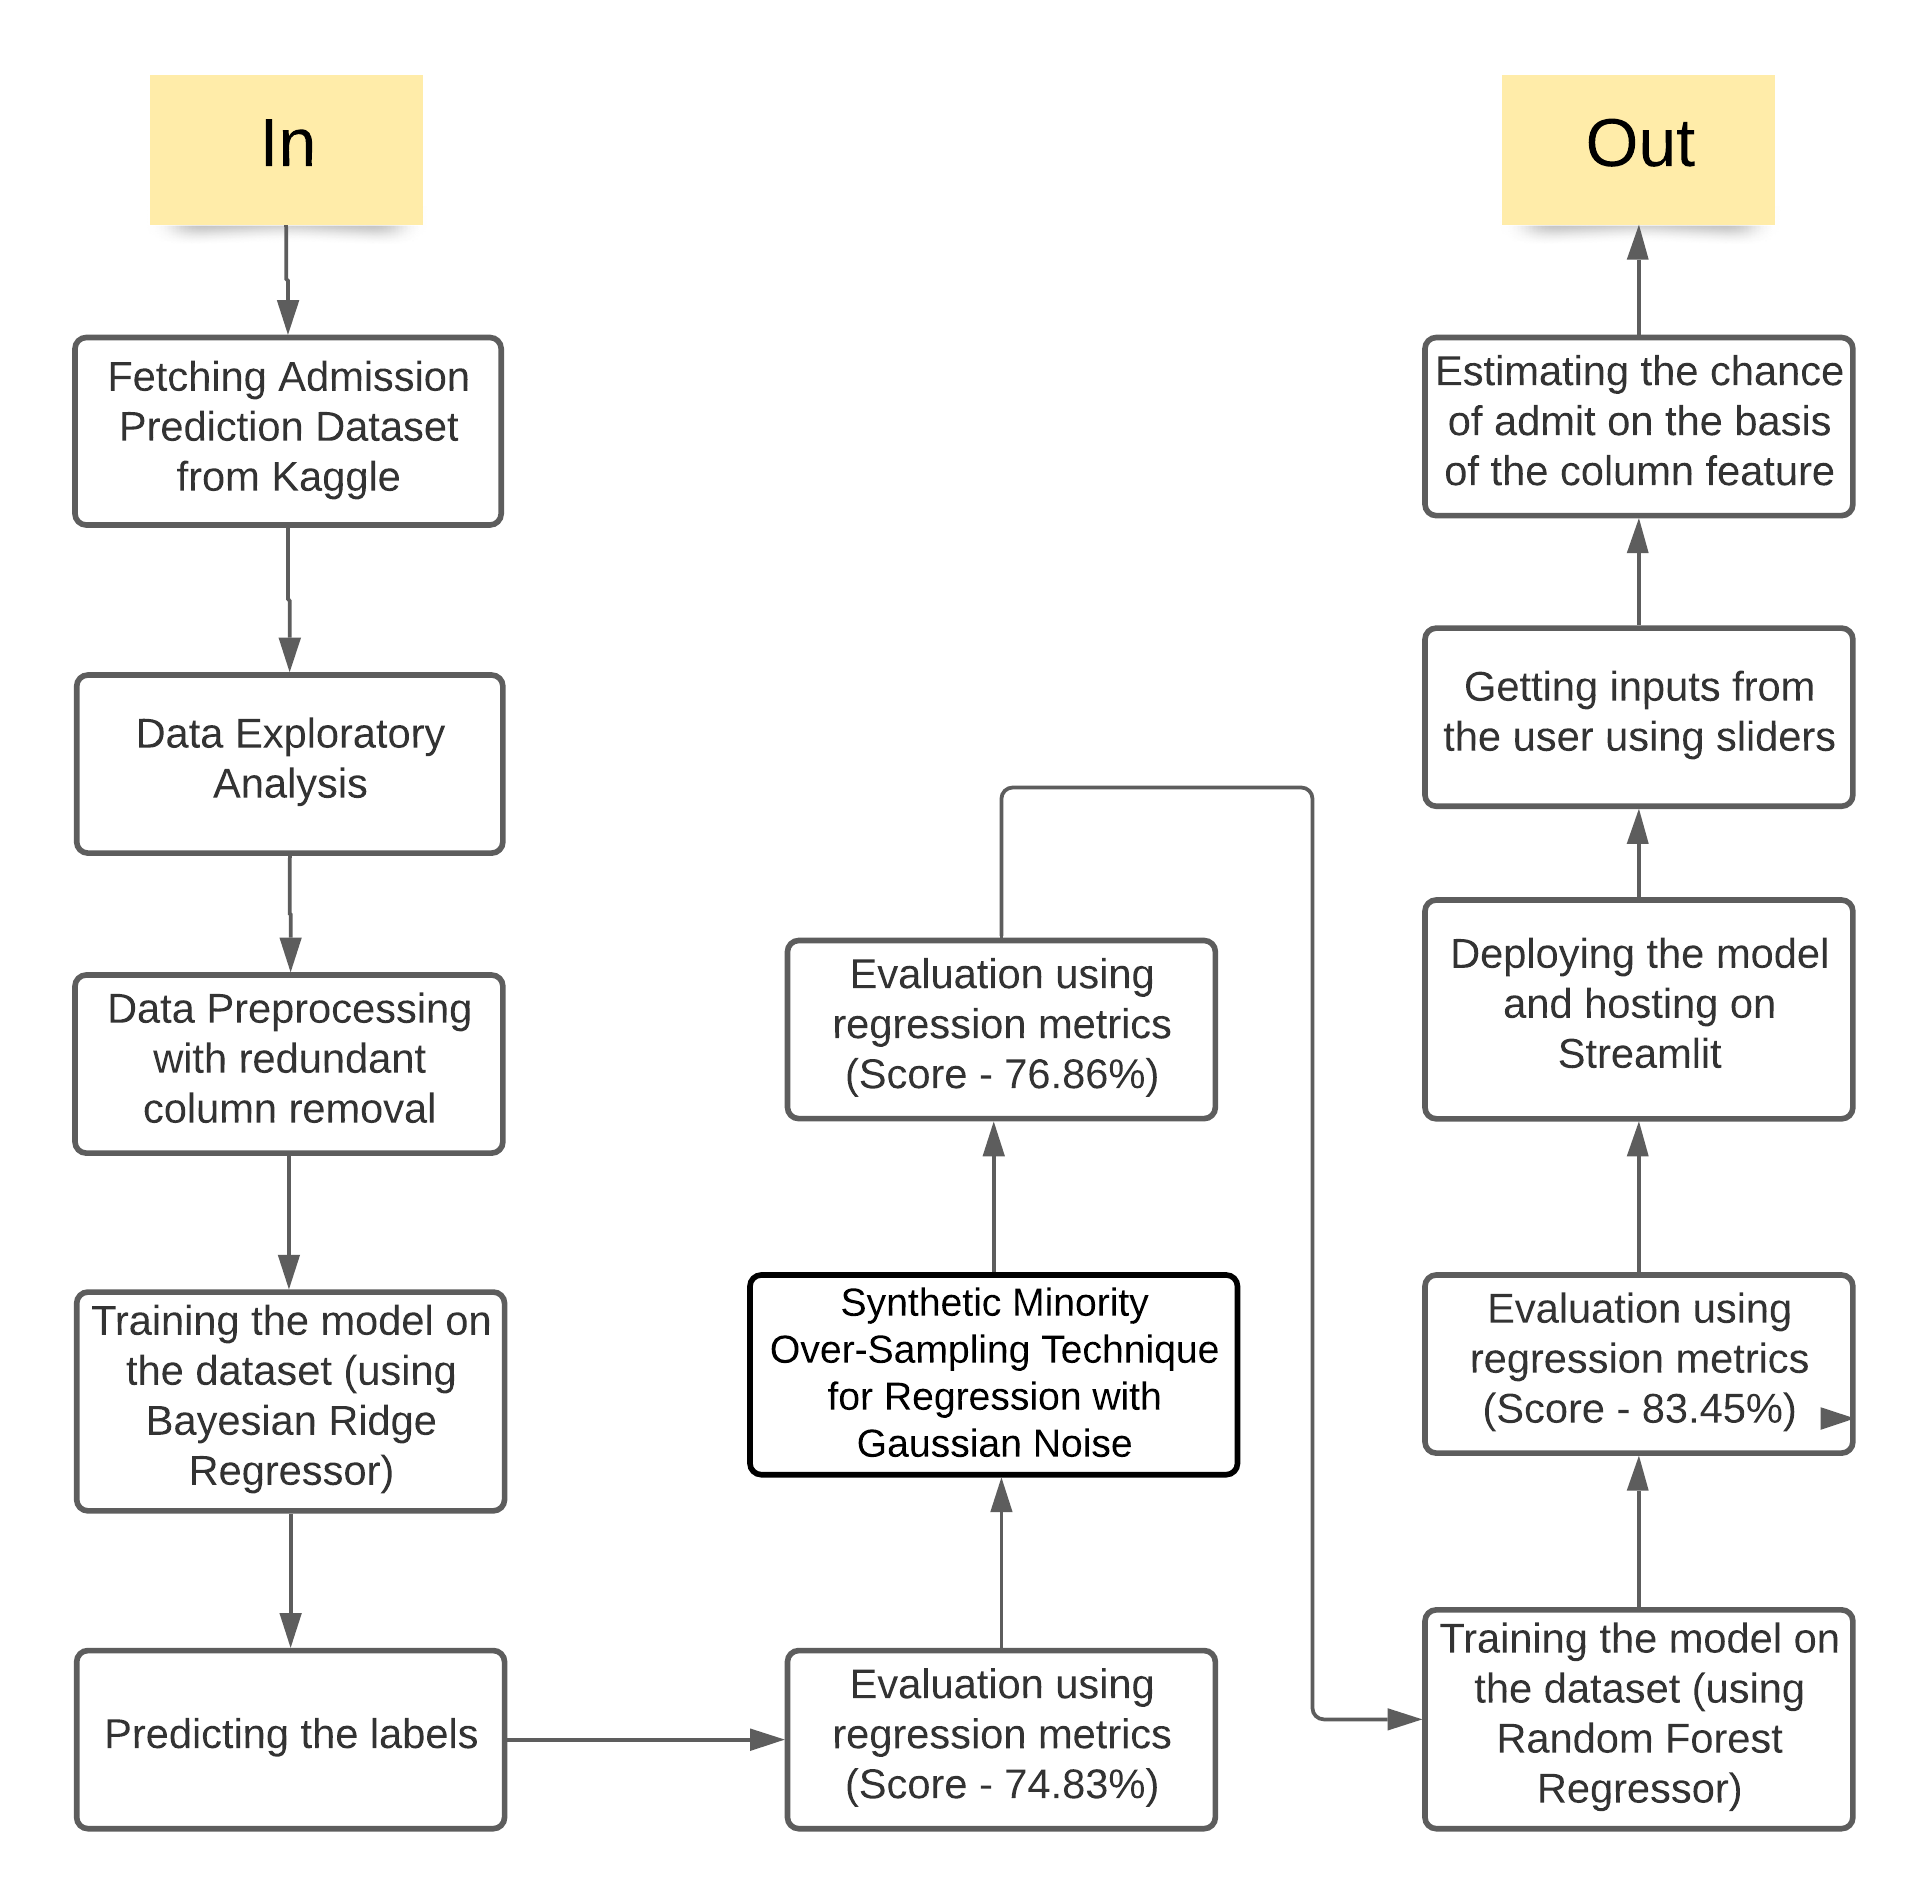 In
Fetching Admission
Prediction Dataset
from Kaggle
Data Exploratory
Analysis
Data Preprocessing
with redundant
column removal
Training the model on
the dataset (using
Bayesian Ridge
Regressor)
Predicting the labels
Evaluation using
regression metrics
(Score - 74.83%)
Synthetic Minority
Over-Sampling Technique
for Regression with
Gaussian Noise
Evaluation using
regression metrics
(Score - 76.86%)
Training the model on
the dataset (using
Random Forest
Regressor)
Evaluation using
regression metrics
(Score - 83.45%)
Deploying the model
and hosting on
Streamlit
Getting inputs from
the user using sliders
Estimating the chance
of admit on the basis
of the column feature
Out